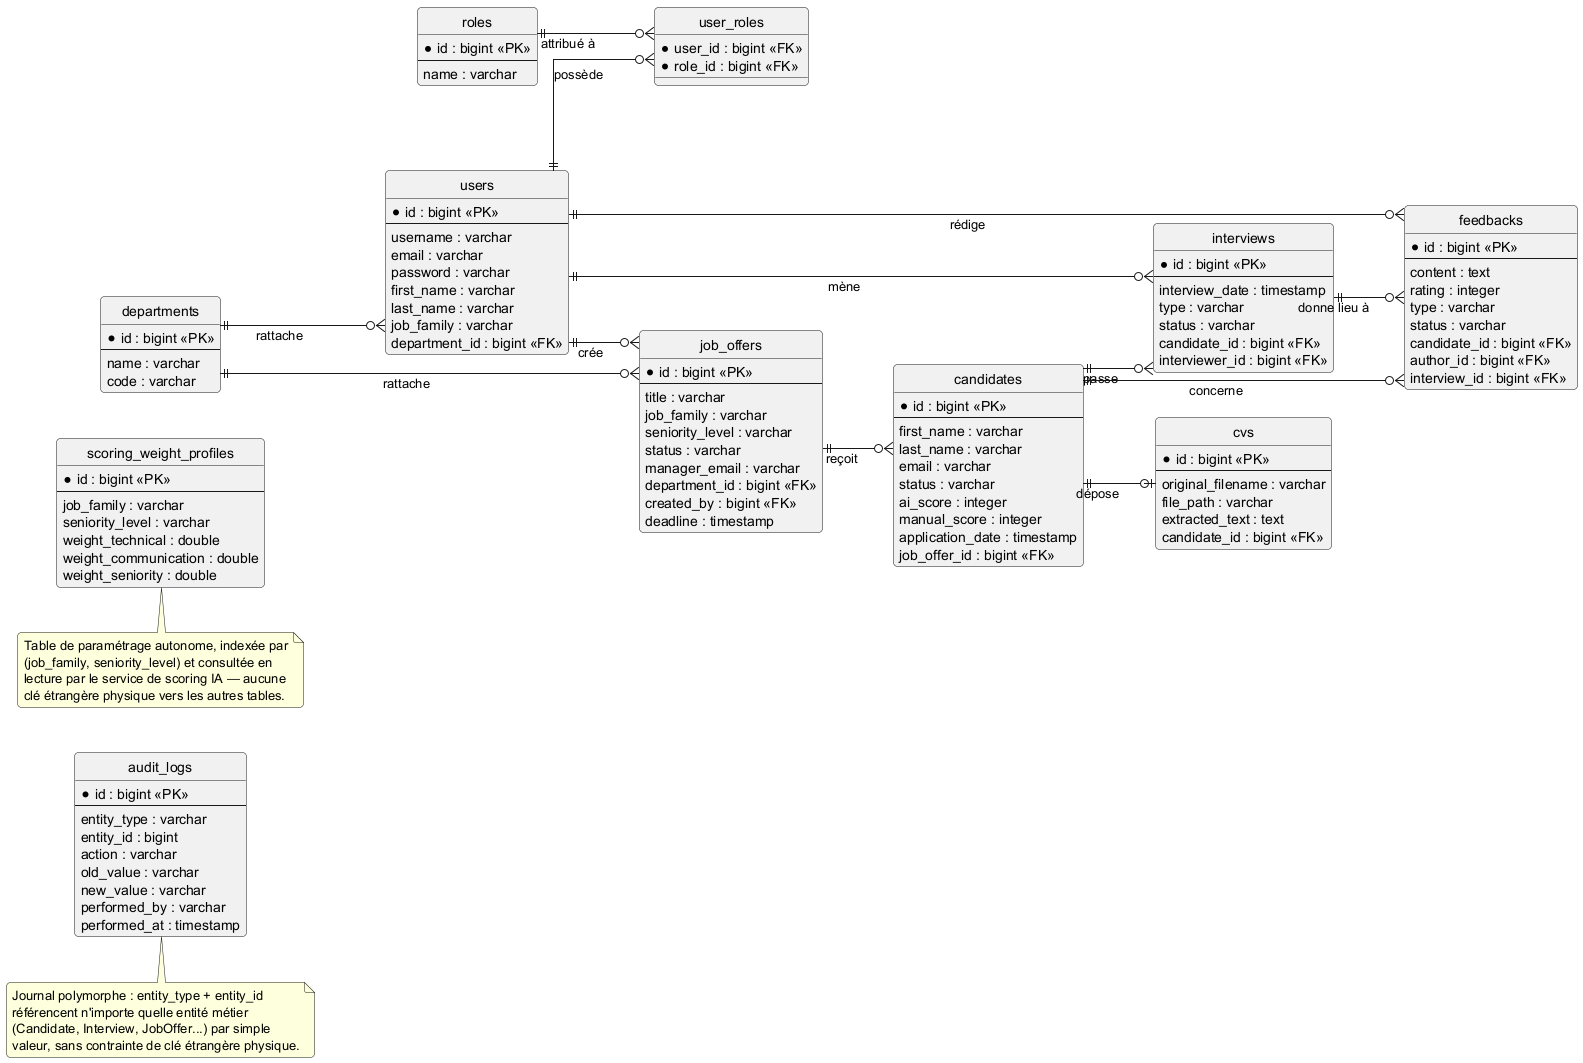 roles
* id : bigint «PK»
name : varchar
attribué à
user_roles
* user_id : bigint «FK»
* role_id : bigint «FK»
possède
users
* id : bigint «PK»
username : varchar
email : varchar
password : varchar
first_name : varchar
last_name : varchar
job_family : varchar
department_id : bigint «FK»
rédige
mène
crée
departments
* id : bigint «PK»
name : varchar
code : varchar
rattache
rattache
job_offers
* id : bigint «PK»
title : varchar
job_family : varchar
seniority_level : varchar
status : varchar
manager_email : varchar
department_id : bigint «FK»
created_by : bigint «FK»
deadline : timestamp
reçoit
candidates
* id : bigint «PK»
first_name : varchar
last_name : varchar
email : varchar
status : varchar
ai_score : integer
manual_score : integer
application_date : timestamp
job_offer_id : bigint «FK»
passe
concerne
dépose
interviews
* id : bigint «PK»
interview_date : timestamp
type : varchar
status : varchar
candidate_id : bigint «FK»
interviewer_id : bigint «FK»
donne lieu à
feedbacks
* id : bigint «PK»
content : text
rating : integer
type : varchar
status : varchar
candidate_id : bigint «FK»
author_id : bigint «FK»
interview_id : bigint «FK»
cvs
* id : bigint «PK»
original_filename : varchar
file_path : varchar
extracted_text : text
candidate_id : bigint «FK»
scoring_weight_profiles
* id : bigint «PK»
job_family : varchar
seniority_level : varchar
weight_technical : double
weight_communication : double
weight_seniority : double
Table de paramétrage autonome, indexée par
(job_family, seniority_level) et consultée en
lecture par le service de scoring IA — aucune
clé étrangère physique vers les autres tables.
audit_logs
* id : bigint «PK»
entity_type : varchar
entity_id : bigint
action : varchar
old_value : varchar
new_value : varchar
performed_by : varchar
performed_at : timestamp
Journal polymorphe : entity_type + entity_id
référencent n'importe quelle entité métier
(Candidate, Interview, JobOffer...) par simple
valeur, sans contrainte de clé étrangère physique.